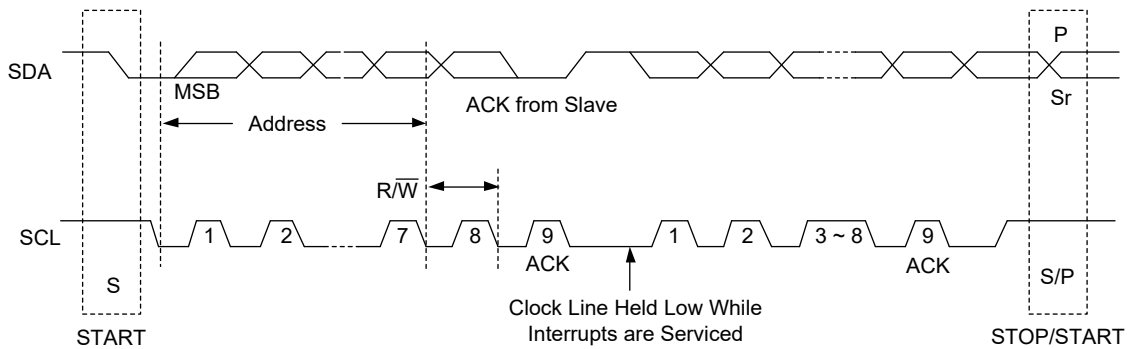 P
SDA
MSB
ACK from Slave
Sr
Address
R/W̅
SCL
1
2
7
8
9
1
2
3 ~ 8
9
ACK
ACK
S
S/P
Clock Line Held Low While
Interrupts are Serviced
START
STOP/START